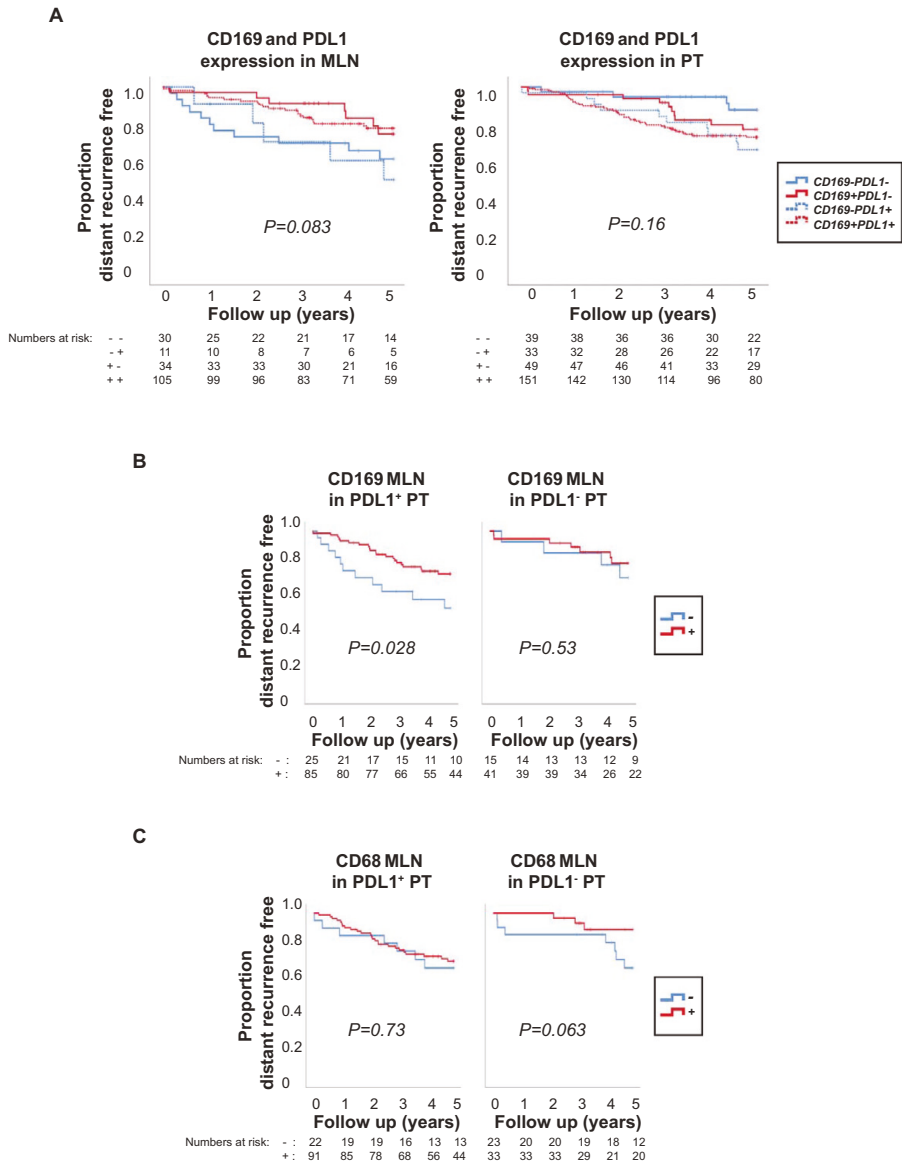 A
CD169 and PDL1
expression in MLN
CD169 and PDL1
expression in PT
Proportion
distant recurrence free
1.0
0.8
0.6
0.4
0.2
0
P=0.083
0 1 2 3 4 5
Follow up (years)
Proportion
distant recurrence free
1.0
0.8
0.6
0.4
0.2
0
P=0.16
0 1 2 3 4 5
Follow up (years)
CD169-PDL1-
CD169+PDL1-
CD169-PDL1+
CD169+PDL1+
Numbers at risk: - - 30 25 22 21 17 14
- + 11 10 8 7 6 5
+ - 34 33 33 30 21 16
+ + 105 99 96 83 71 59
- - 39 38 36 36 30 22
- + 33 32 28 26 22 17
+ - 49 47 46 41 33 29
+ + 151 142 130 114 96 80
B
CD169 MLN
in PDL1+ PT
CD169 MLN
in PDL1- PT
Proportion
distant recurrence free
1.0
0.8
0.6
0.4
0.2
0
P=0.028
P=0.53
-
+
0 1 2 3 4 5
Follow up (years)
0 1 2 3 4 5
Follow up (years)
Numbers at risk: - : 25 21 17 15 11 10
+ : 85 80 77 66 55 44
15 14 13 13 12 9
41 39 39 34 26 22
C
CD68 MLN
in PDL1+ PT
CD68 MLN
in PDL1- PT
Proportion
distant recurrence free
1.0
0.8
0.6
0.4
0.2
0
P=0.73
P=0.063
-
+
0 1 2 3 4 5
Follow up (years)
0 1 2 3 4 5
Follow up (years)
Numbers at risk: - : 22 19 19 16 13 13
+ : 91 85 78 68 56 44
23 20 20 19 18 12
33 33 33 29 21 20